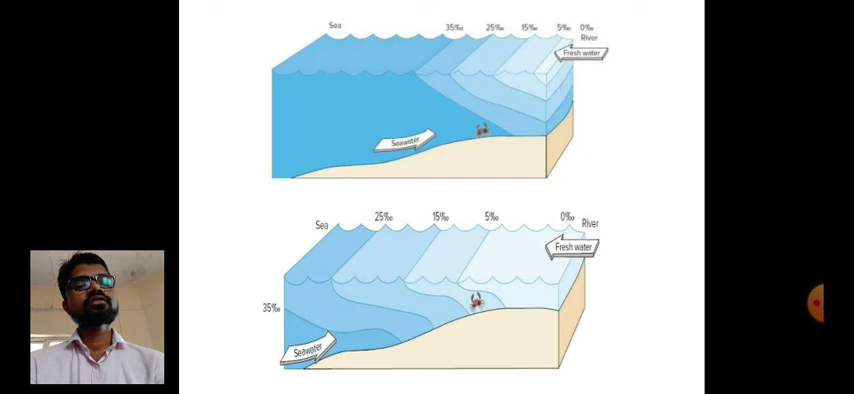 Sea 35‰ 25‰ 15‰ 5‰ 0‰
River
Fresh water
Seawater
Sea 25‰ 15‰ 5‰ 0‰ River
Fresh water
35‰
Seawater